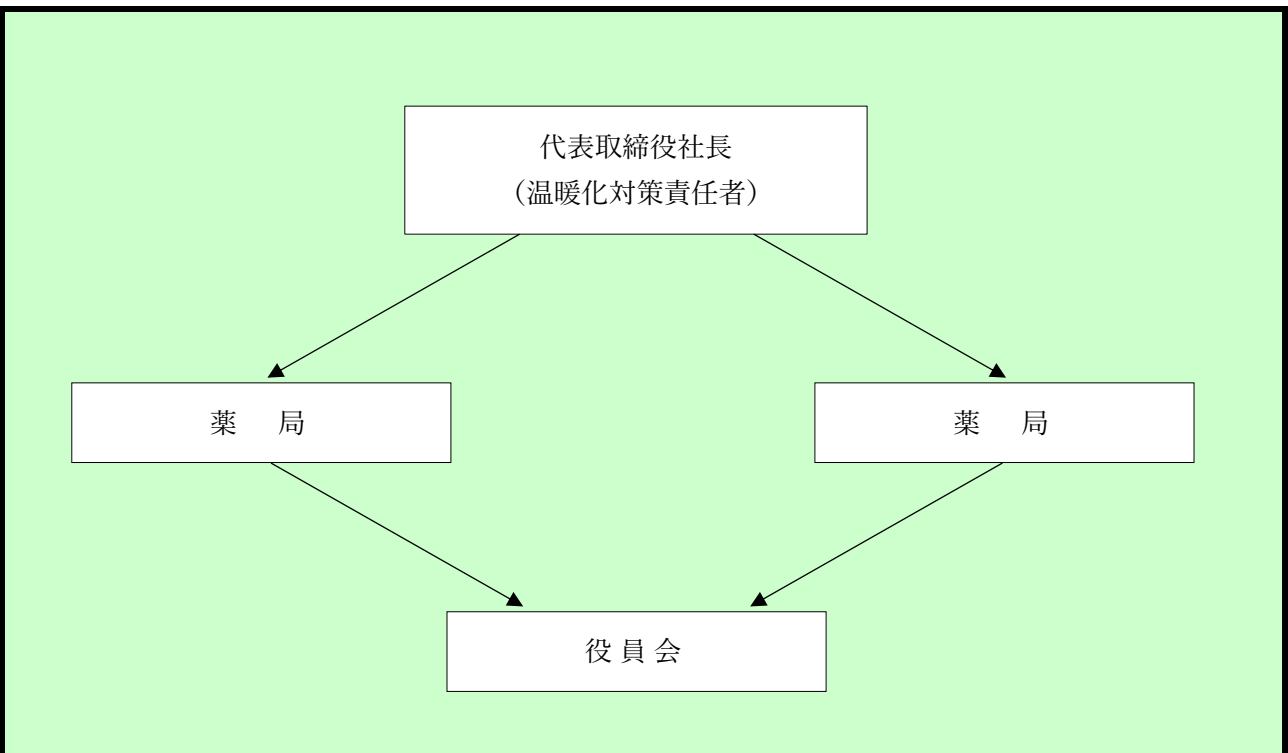 代表取締役社長
（温暖化対策責任者）
薬　局
薬　局
役 員 会